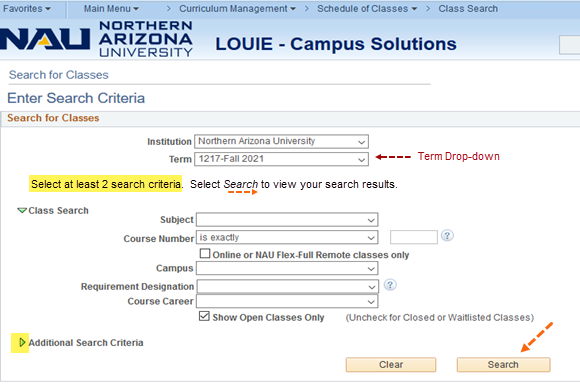 Favorites Main Menu > Curriculum Management > Schedule of Classes > Class Search
NAU NORTHERN ARIZONA UNIVERSITY LOUIE - Campus Solutions
Search for Classes
Enter Search Criteria
Search for Classes
Institution Northern Arizona University
Term 1217-Fall 2021 Term Drop-down
Select at least 2 search criteria. Select Search to view your search results.
Class Search
Subject
Course Number is exactly ?
Online or NAU Flex-Full Remote classes only
Campus
Requirement Designation ?
Course Career
Show Open Classes Only (Uncheck for Closed or Waitlisted Classes)
Additional Search Criteria
Clear Search